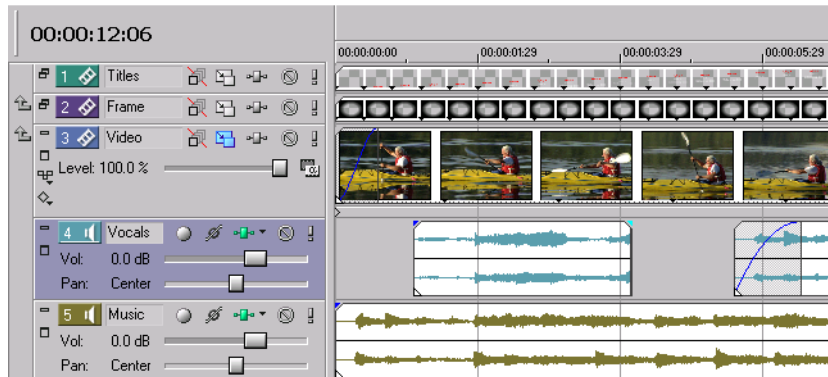 00:00:12:06
00:00:00:00 00:00:01:29 00:00:03:29 00:00:05:29
1 Titles
2 Frame
3 Video
Level: 100.0 %
4 Vocals
Vol: 0.0 dB
Pan: Center
5 Music
Vol: 0.0 dB
Pan: Center